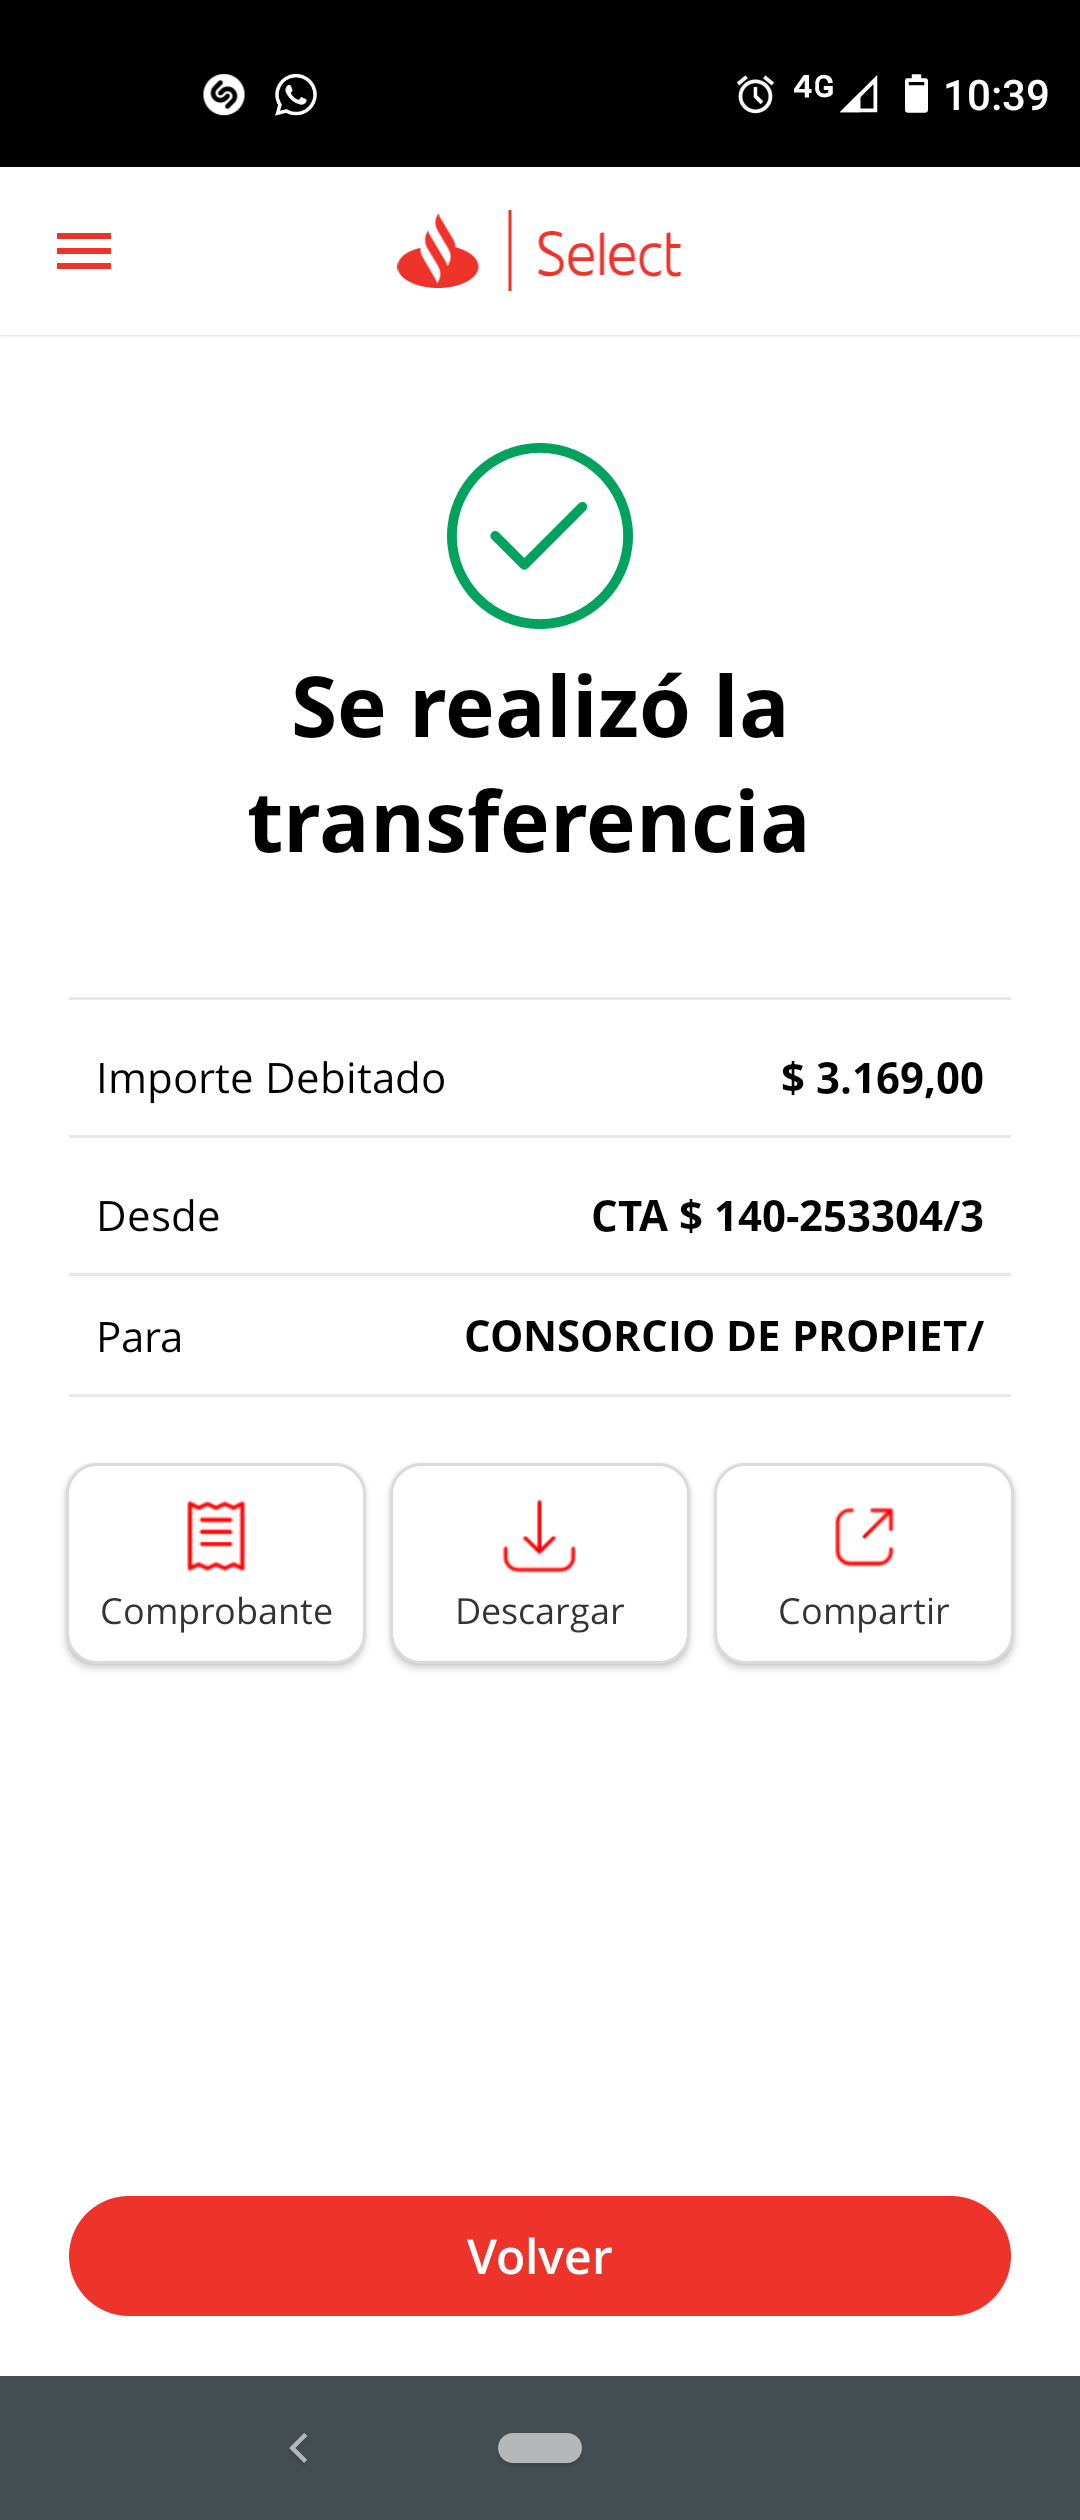 4G 10:39
Select
Se realizó la
transferencia
Importe Debitado $ 3.169,00
Desde CTA $ 140-253304/3
Para CONSORCIO DE PROPIET/
Comprobante Descargar Compartir
Volver